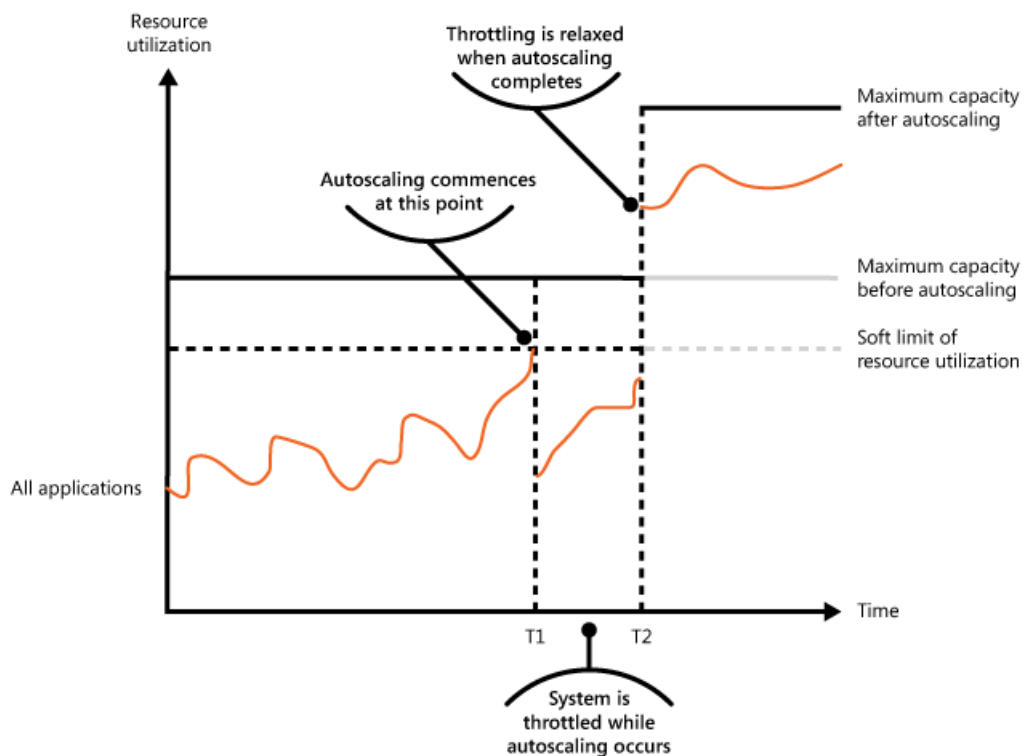 Resource
utilization
Throttling is relaxed
when autoscaling
completes
Maximum capacity
after autoscaling
Autoscaling commences
at this point
Maximum capacity
before autoscaling
Soft limit of
resource utilization
All applications
Time
T1
T2
System is
throttled while
autoscaling occurs